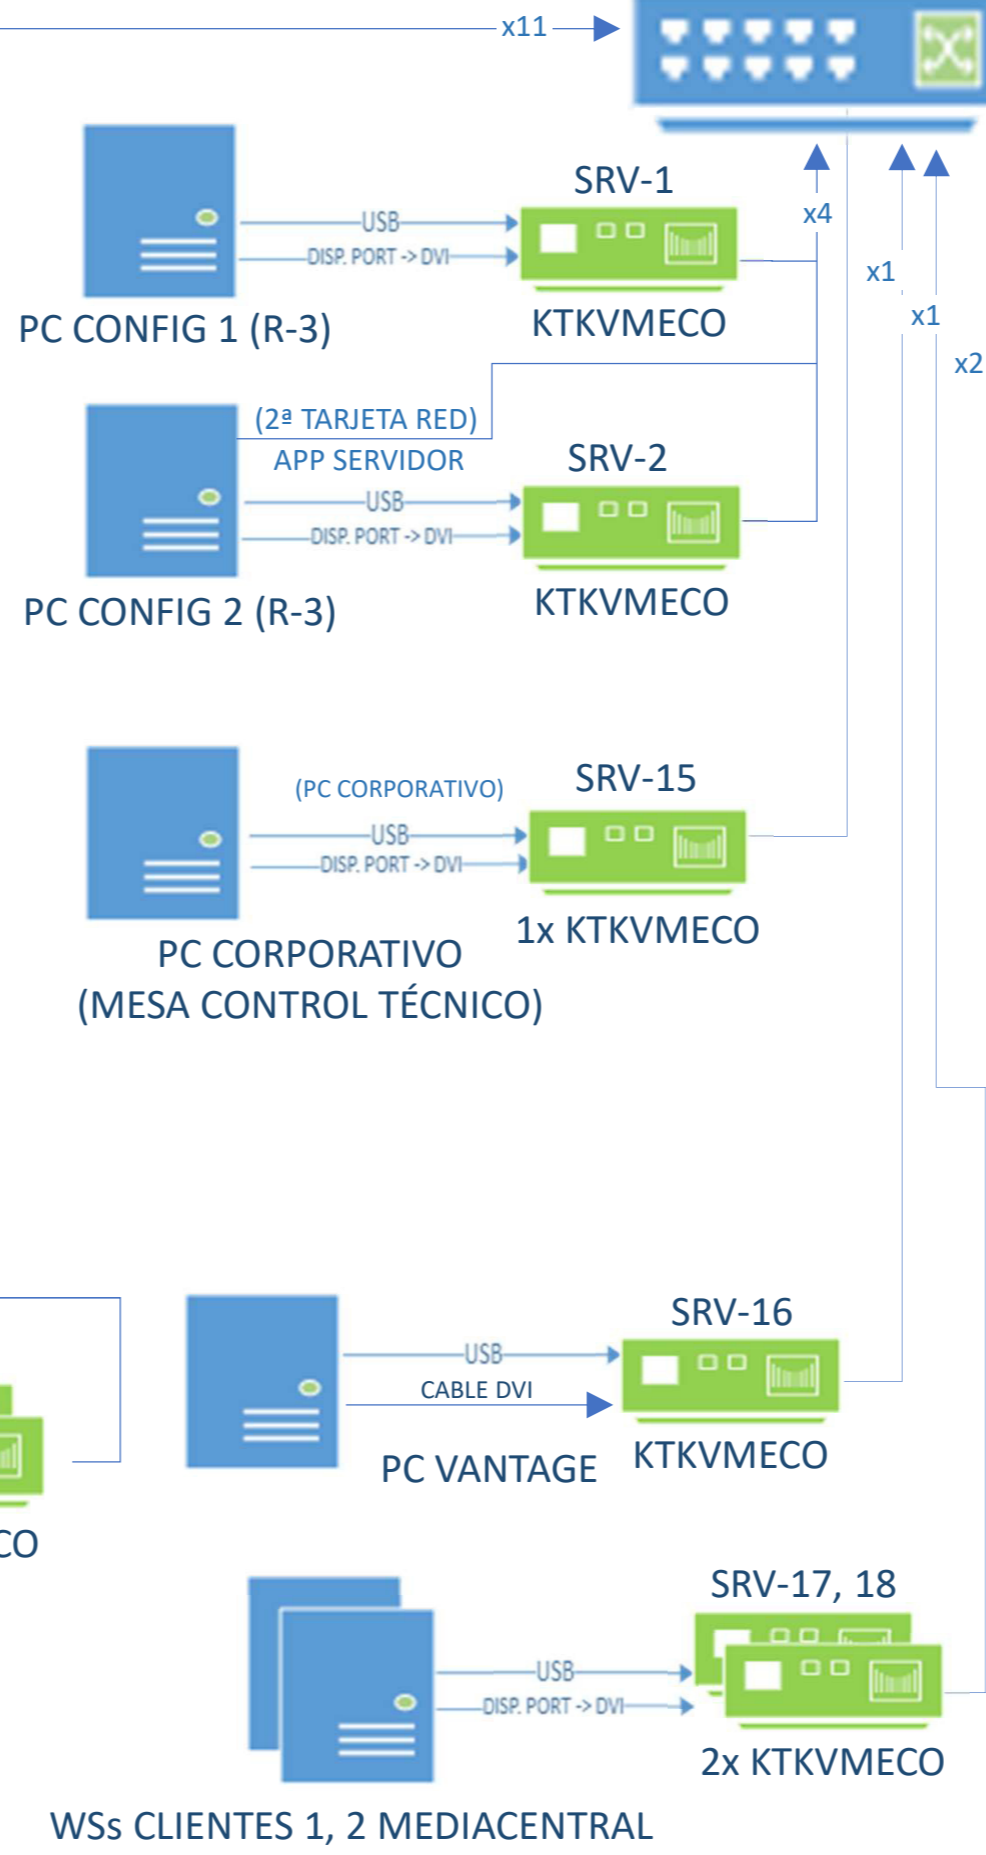 x11
SRV-1
x4
USB
DISP. PORT -> DVI
x1
PC CONFIG 1 (R-3)
KTKVMECO
x1
x2
(2ª TARJETA RED)
APP SERVIDOR
SRV-2
USB
DISP. PORT -> DVI
PC CONFIG 2 (R-3)
KTKVMECO
(PC CORPORATIVO)
SRV-15
USB
DISP. PORT -> DVI
1x KTKVMECO
PC CORPORATIVO
(MESA CONTROL TÉCNICO)
SRV-16
USB
CABLE DVI
PC VANTAGE
KTKVMECO
CO
SRV-17, 18
USB
DISP. PORT -> DVI
2x KTKVMECO
WSs CLIENTES 1, 2 MEDIACENTRAL